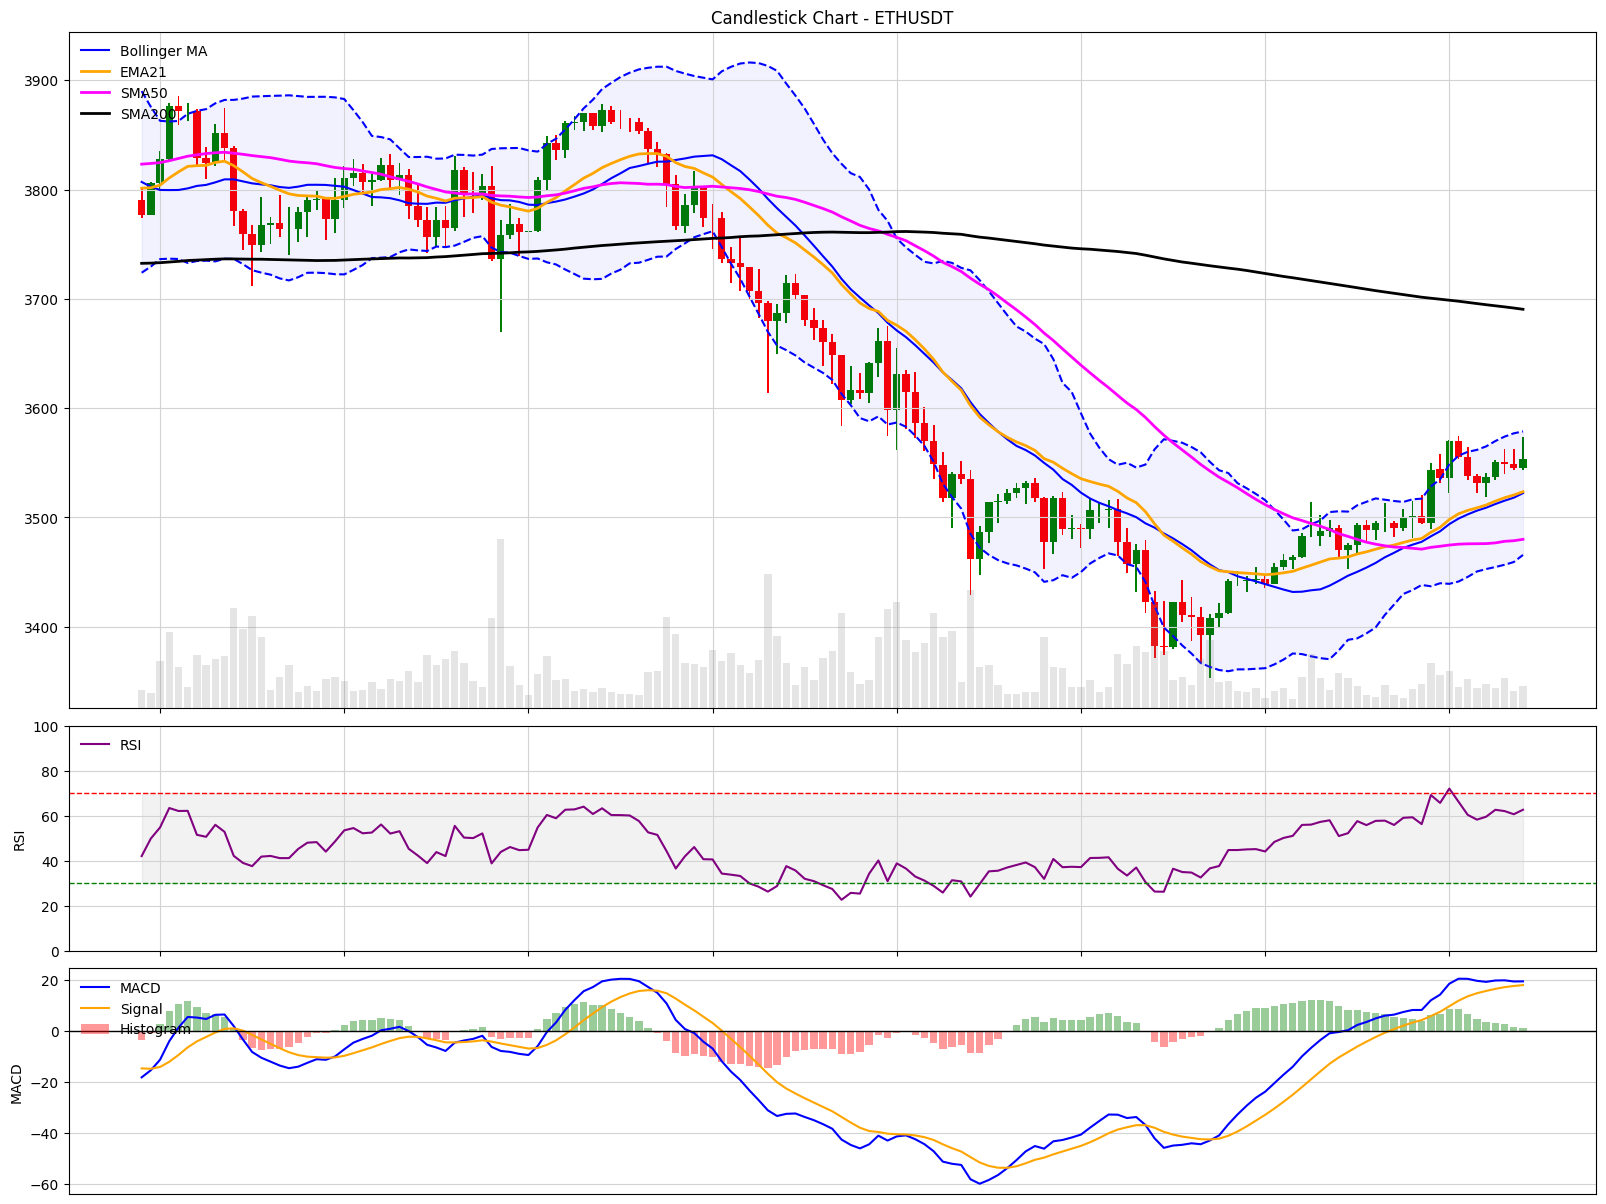 Candlestick Chart - ETHUSDT
Bollinger MA
EMA21
SMA50
SMA200
3900
3800
3700
3600
3500
3400
RSI
100
80
60
40
20
0
RSI
MACD
Signal
Histogram
20
0
−20
−40
−60
MACD